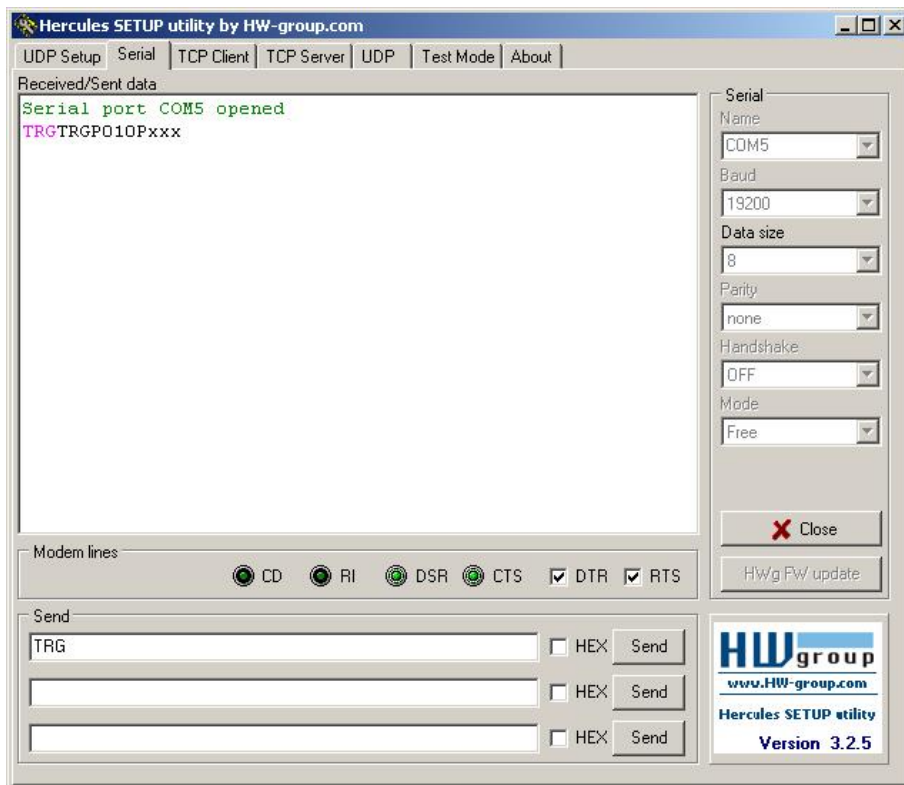 Hercules SETUP utility by HW-group.com
UDP Setup Serial TCP Client TCP Server UDP Test Mode About
Received/Sent data
Serial port COM5 opened
TRGTRGP010Pxxx
Serial
Name
COM5
Baud
19200
Data size
8
Parity
none
Handshake
OFF
Mode
Free
Close
HWg FW update
Modem lines
CD RI DSR CTS DTR RTS
Send
TRG HEX Send
HEX Send
HEX Send
HW group
www.HW-group.com
Hercules SETUP utility
Version 3.2.5